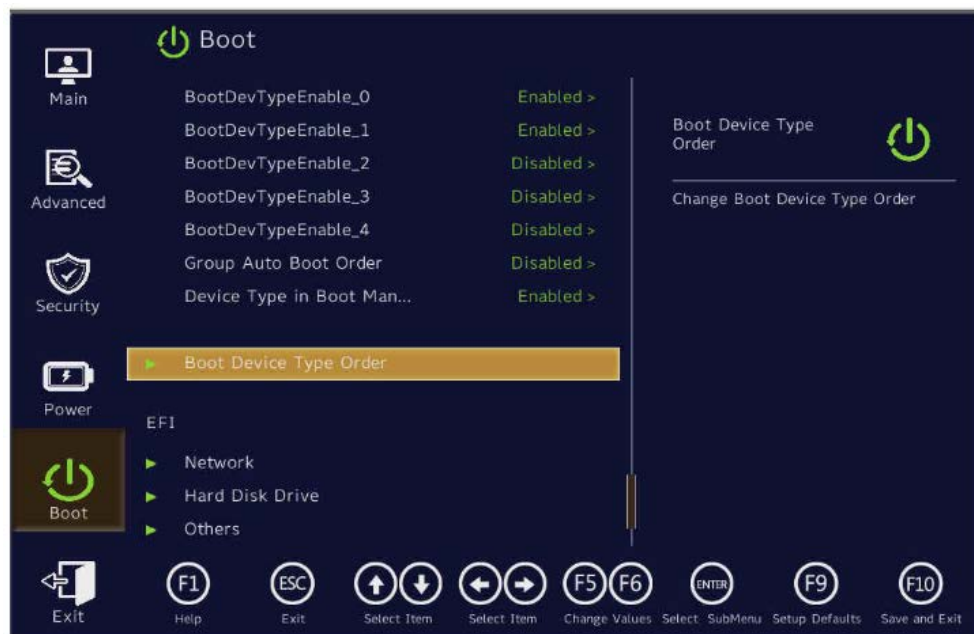 Boot
Main
BootDevTypeEnable_0 Enabled >
BootDevTypeEnable_1 Enabled >
BootDevTypeEnable_2 Disabled >
BootDevTypeEnable_3 Disabled >
BootDevTypeEnable_4 Disabled >
Group Auto Boot Order Disabled >
Device Type in Boot Man... Enabled >
Boot Device Type Order
EFI
Network
Hard Disk Drive
Others
Boot Device Type
Order
Change Boot Device Type Order
Advanced
Security
Power
Boot
Exit
F1 ESC F5 F6 ENTER F9 F10
Help Exit Select Item Select Item Change Values Select SubMenu Setup Defaults Save and Exit